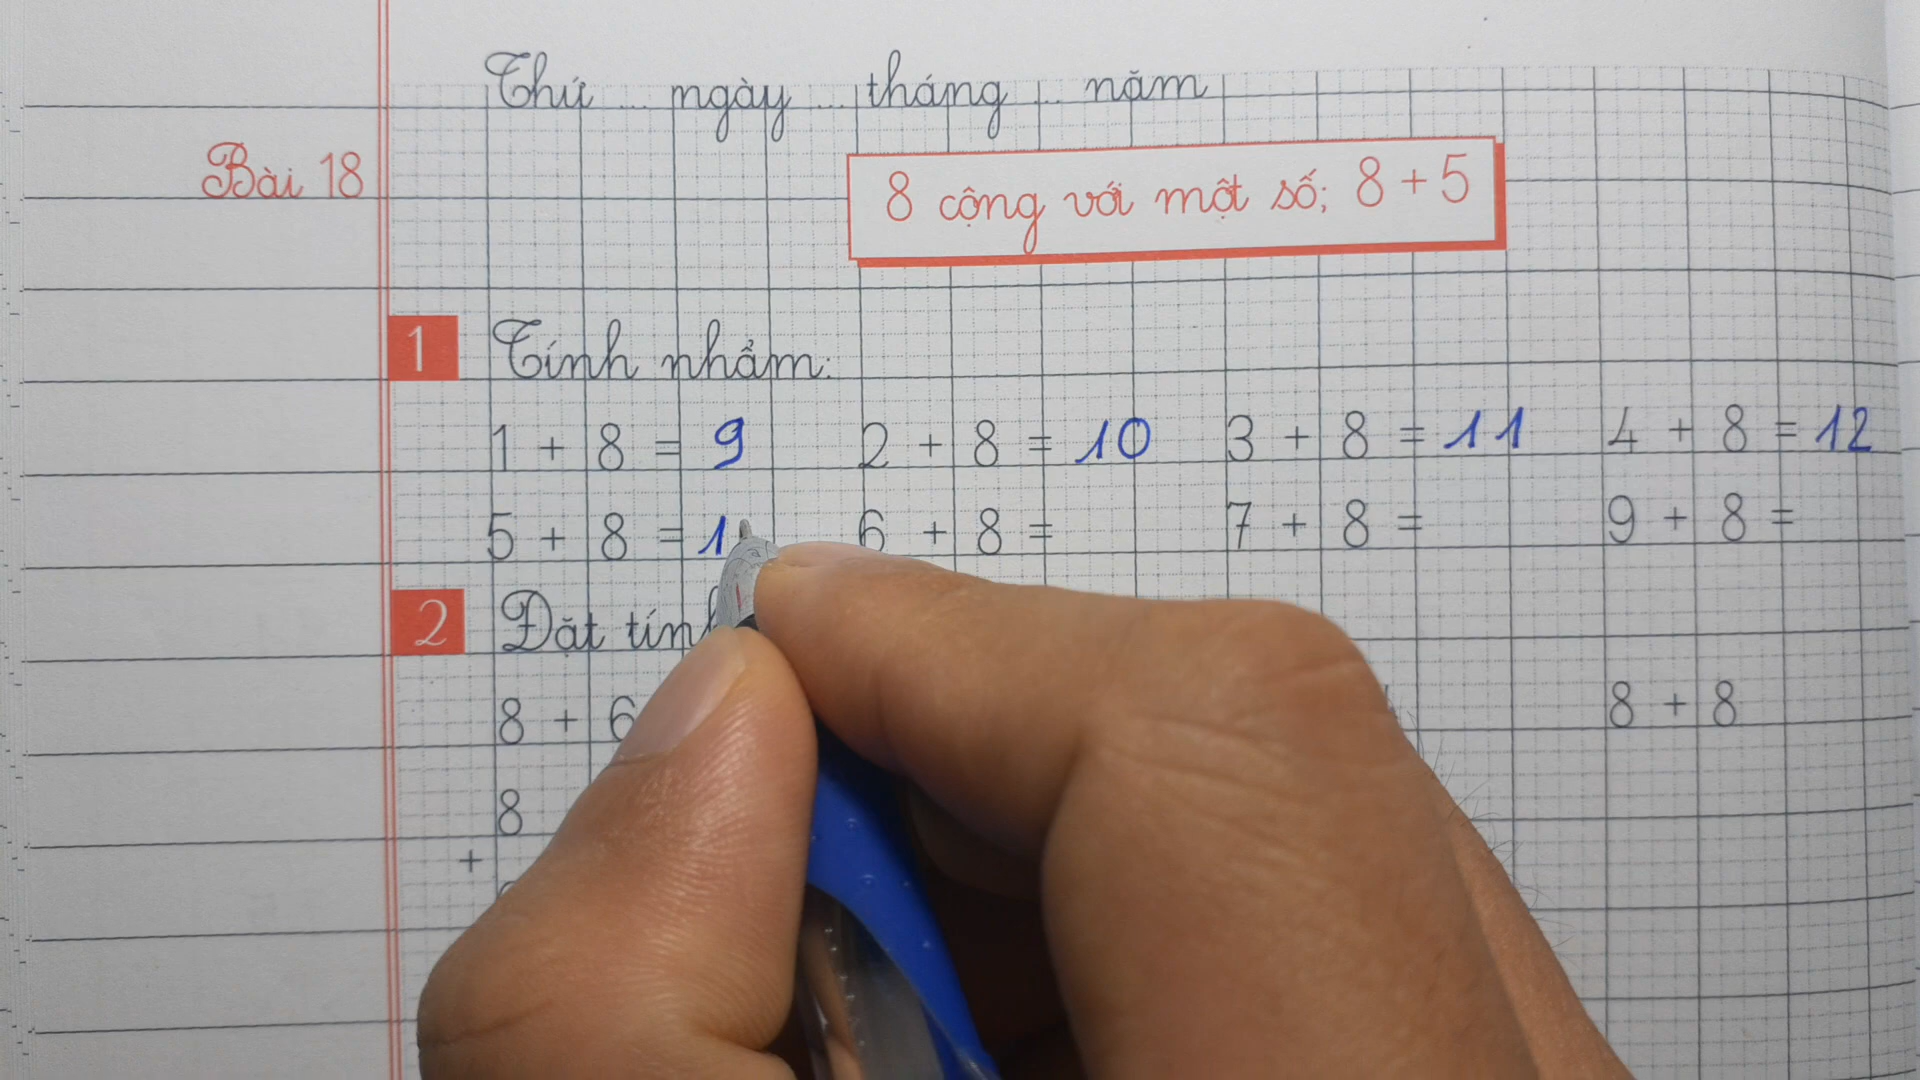 Thứ ... ngày ... tháng ... năm
Bài 18
8 cộng với một số; 8 + 5
1 Tính nhẩm:
1 + 8 = 9 2 + 8 = 10 3 + 8 = 11 4 + 8 = 12
5 + 8 = 1 6 + 8 = 7 + 8 = 9 + 8 =
2 Đặt tính
8 + 6 8 + 8
8
+